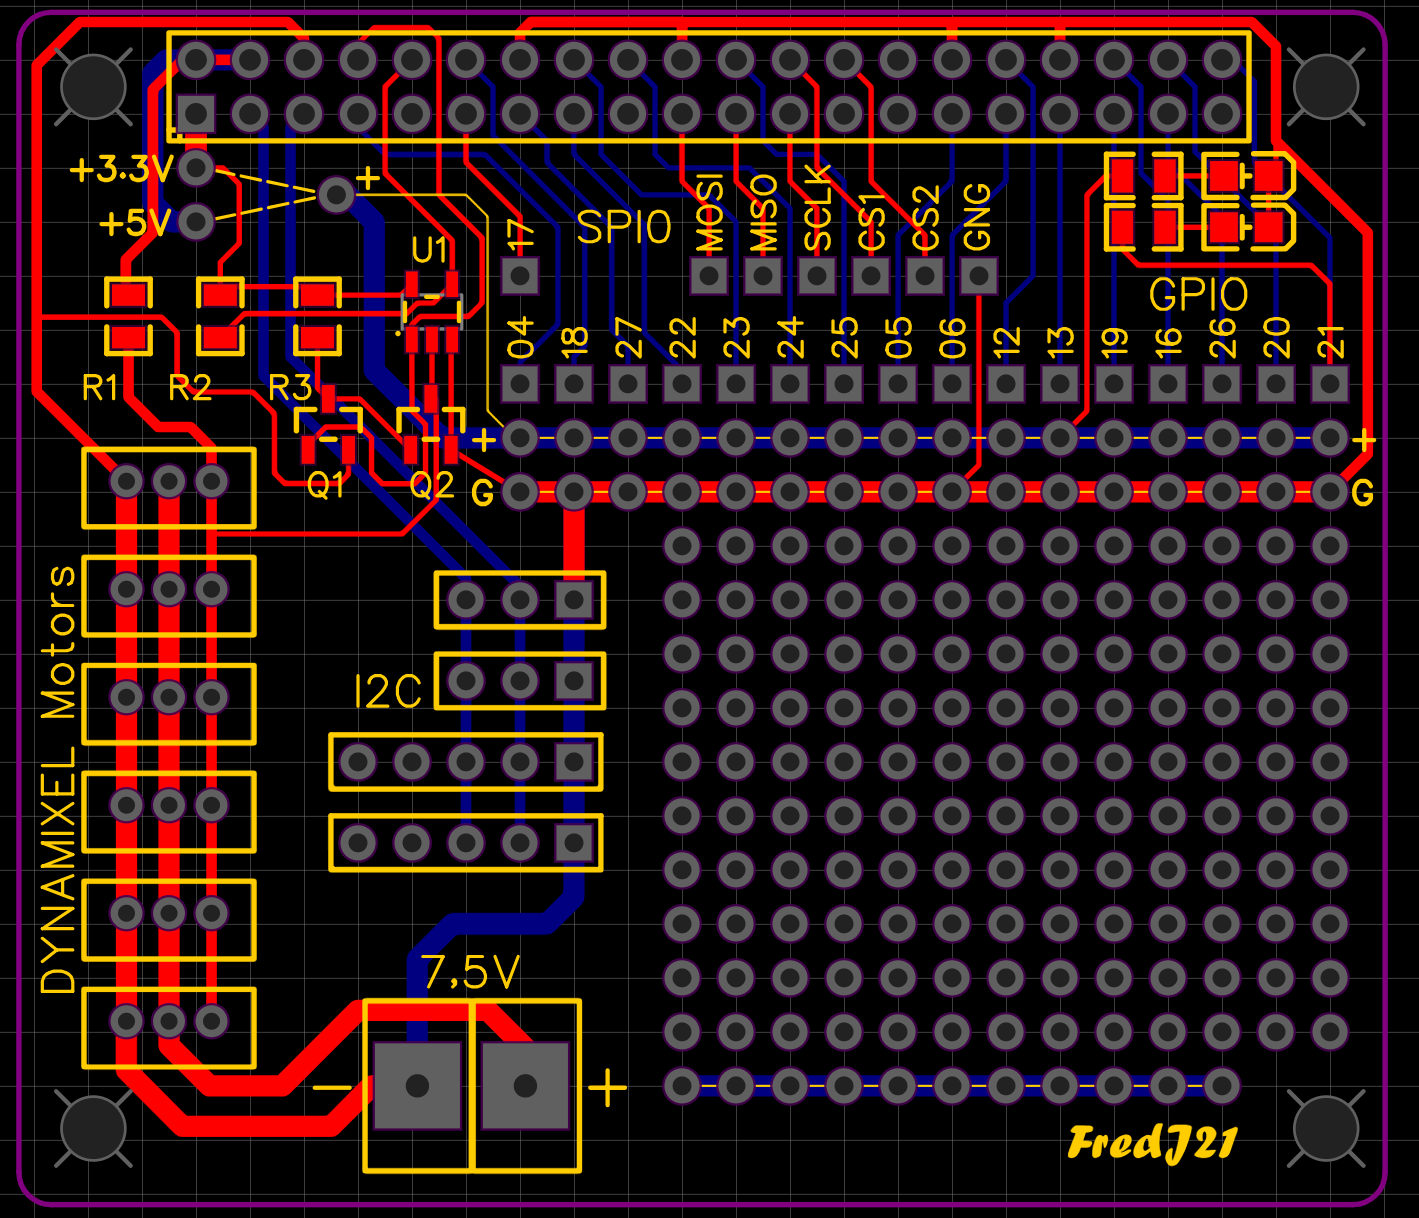 +3.3V
+
+5V
U1
17
SPIO
MOSI
MISO
SCLK
CS1
CS2
GNG
GPIO
04
18
27
22
23
24
25
05
06
12
13
19
16
26
20
21
R1
R2
R3
Q1
Q2
+
G
+
G
DYNAMIXEL Motors
I2C
7,5V
−
+
FredJ21